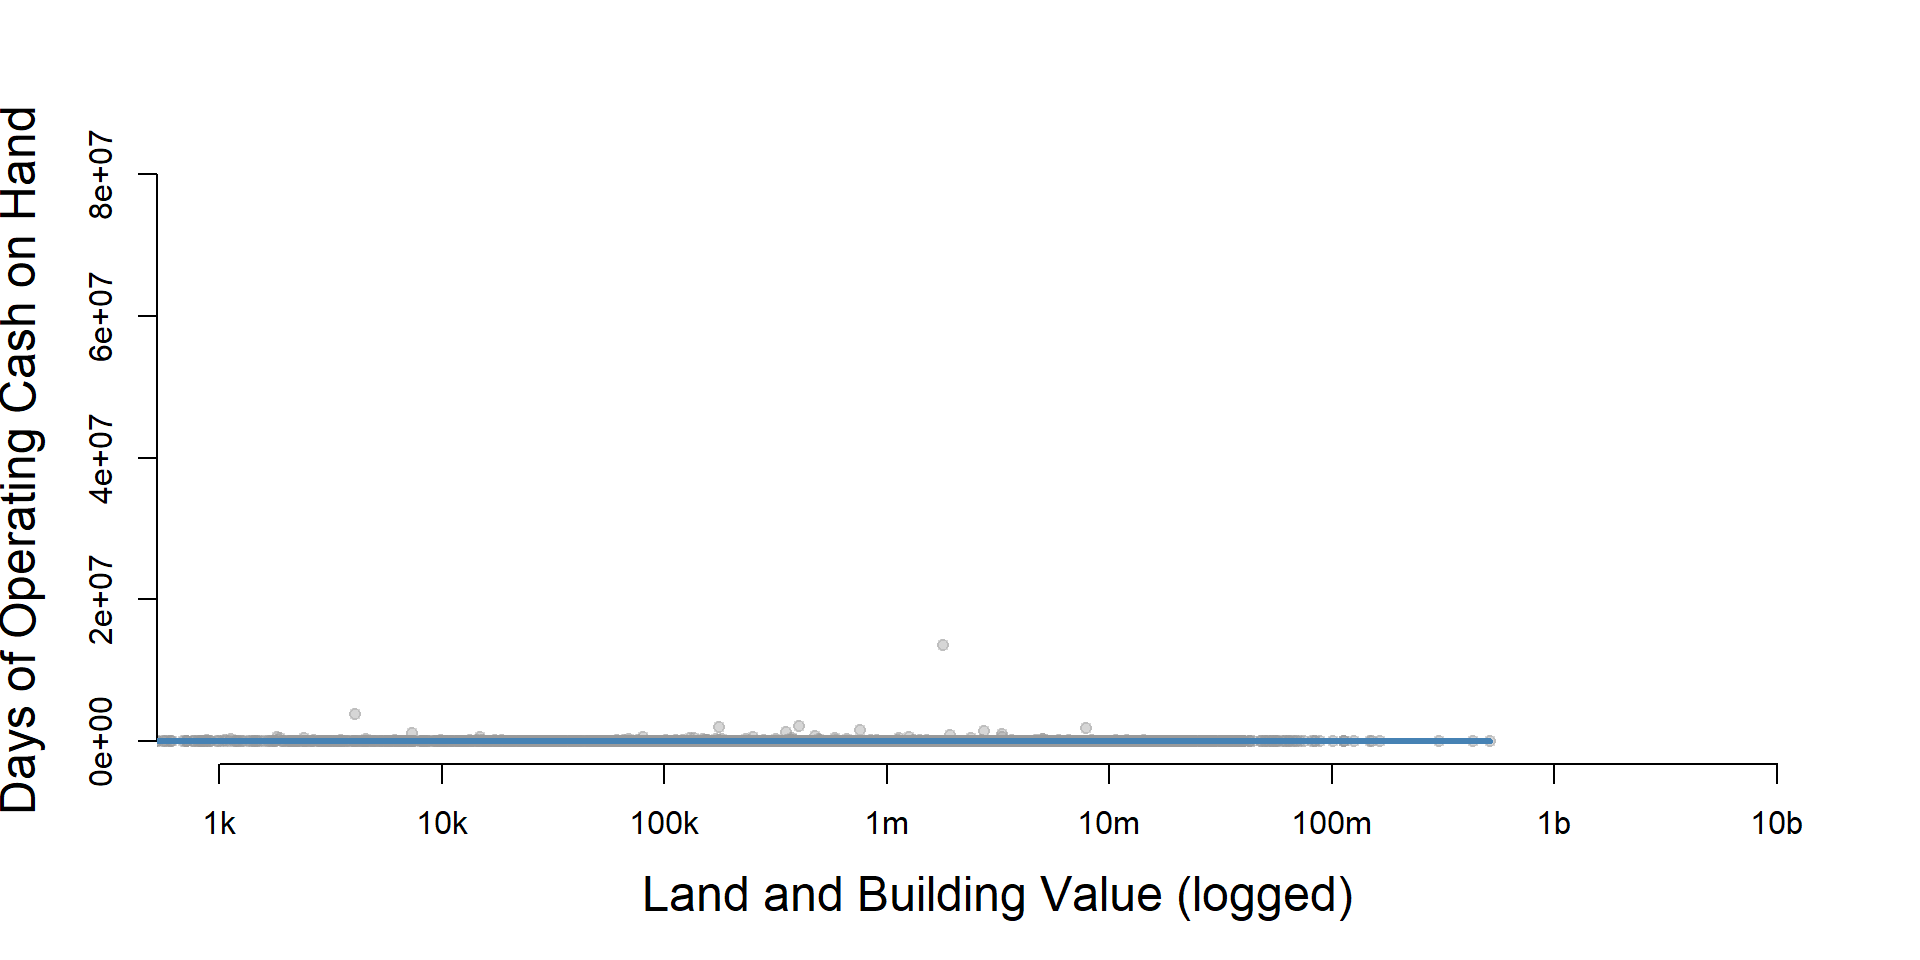 Days of Operating Cash on Hand
8e+07
6e+07
4e+07
2e+07
0e+00
1k 10k 100k 1m 10m 100m 1b 10b
Land and Building Value (logged)